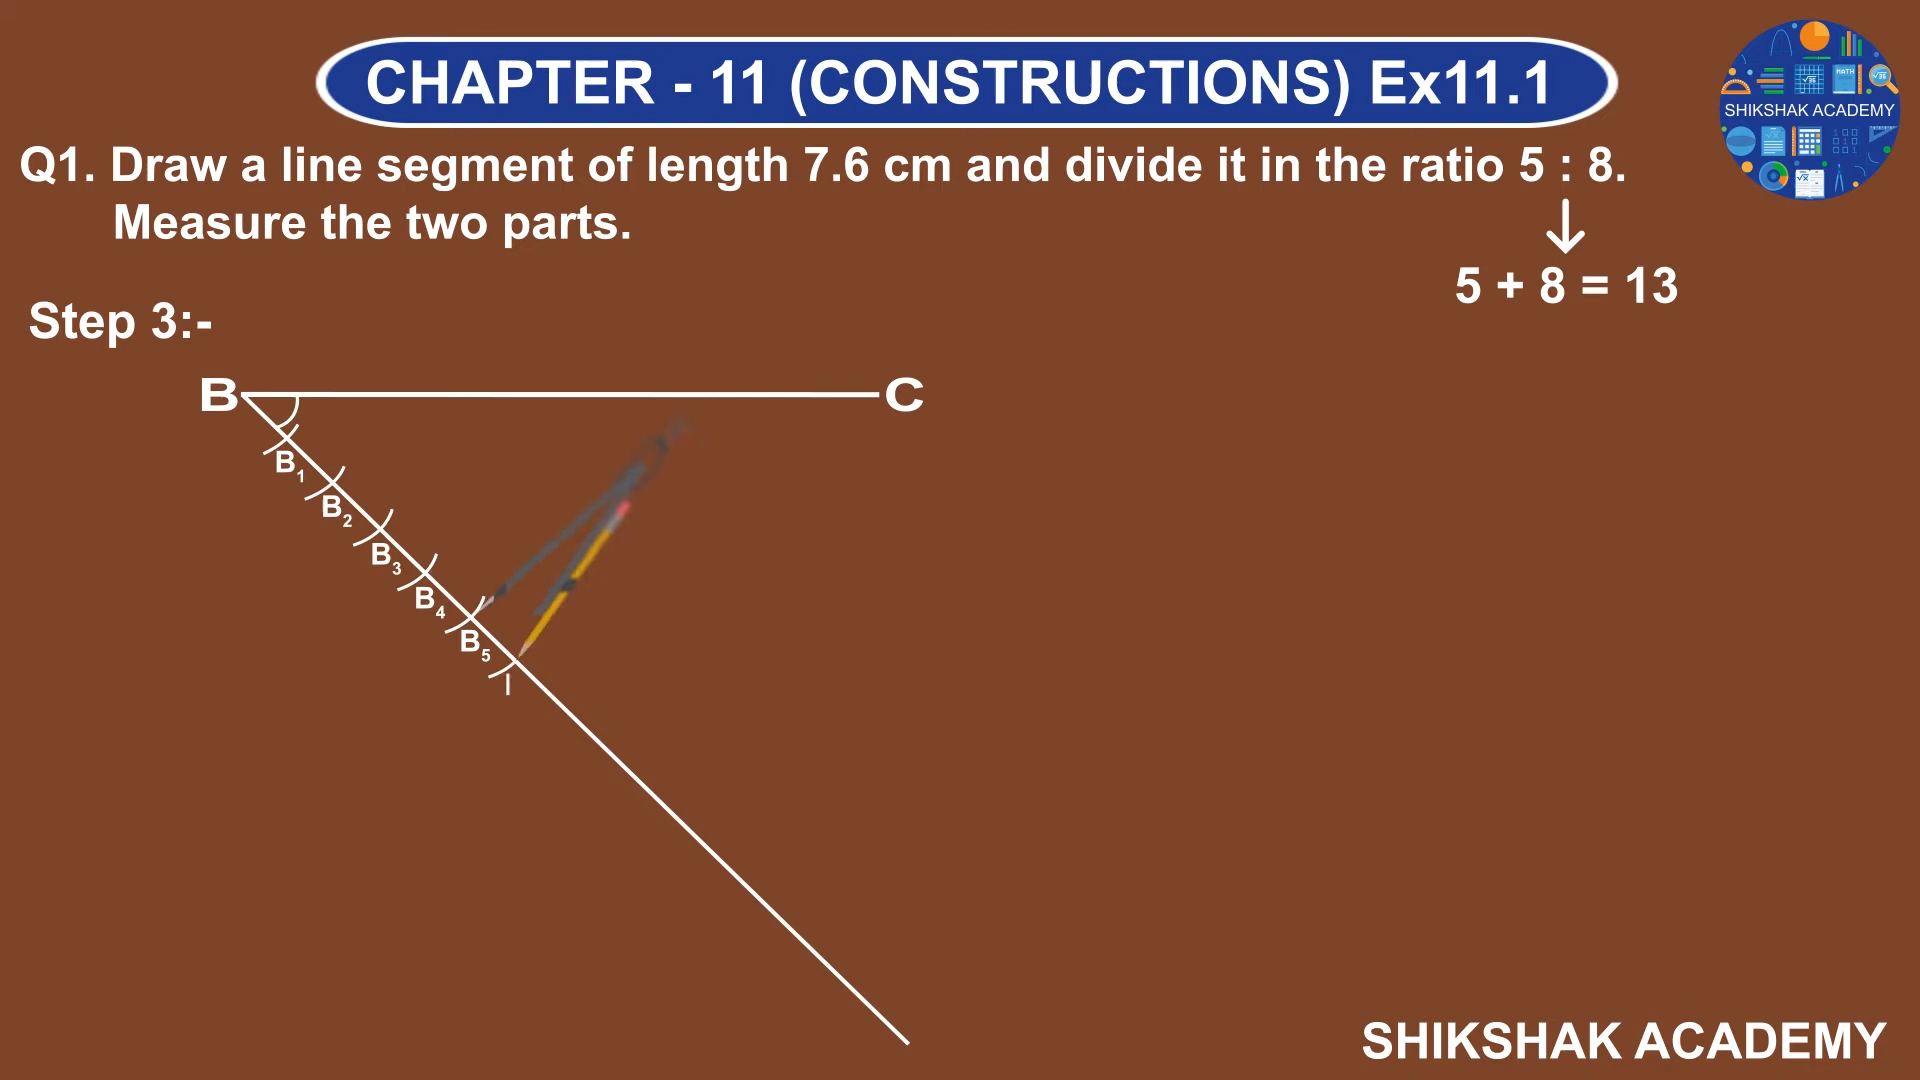 CHAPTER - 11 (CONSTRUCTIONS) Ex11.1
SHIKSHAK ACADEMY
Q1. Draw a line segment of length 7.6 cm and divide it in the ratio 5 : 8.
Measure the two parts.
5 + 8 = 13
Step 3:-
B C
B1
B2
B3
B4
B5
SHIKSHAK ACADEMY